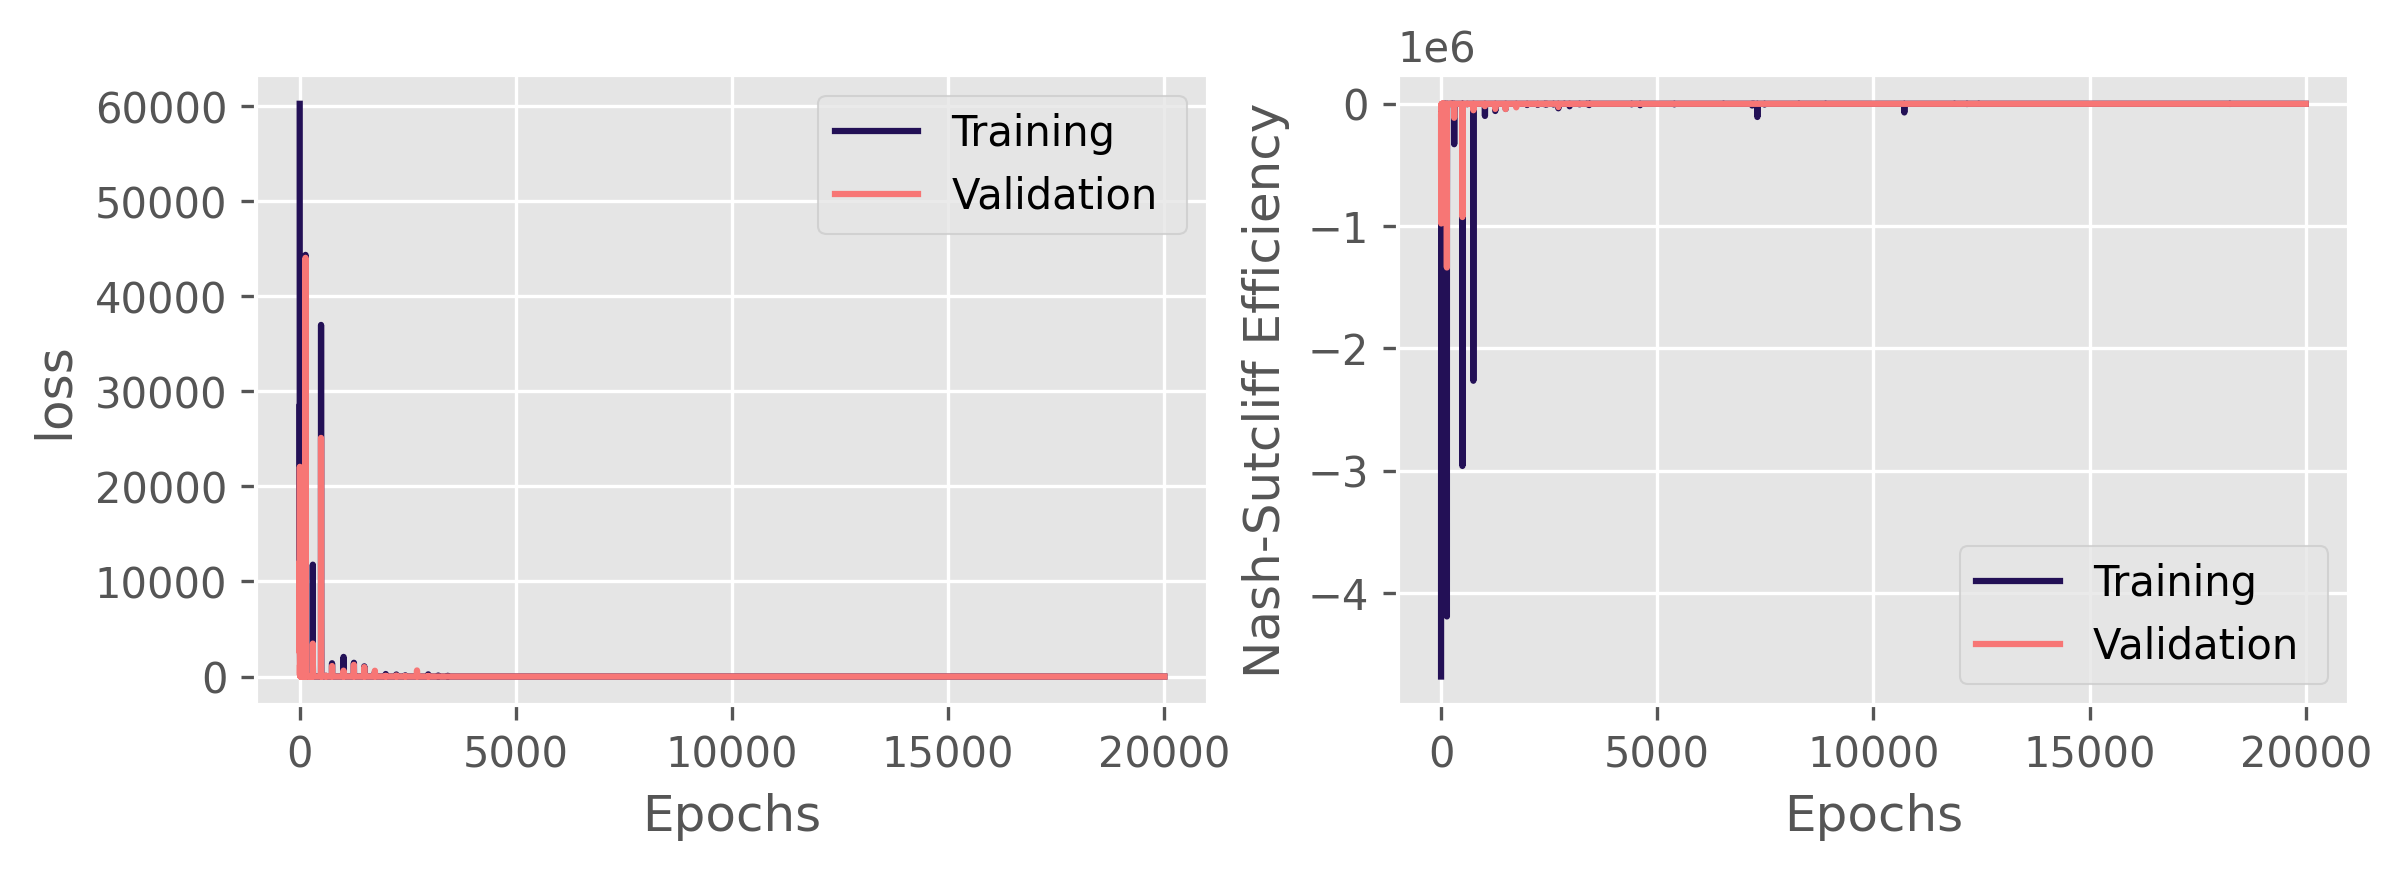 60000
50000
40000
30000
20000
10000
0
loss
0 5000 10000 15000 20000
Epochs
Training
Validation
1e6
0
−1
−2
−3
−4
Nash-Sutcliff Efficiency
0 5000 10000 15000 20000
Epochs
Training
Validation